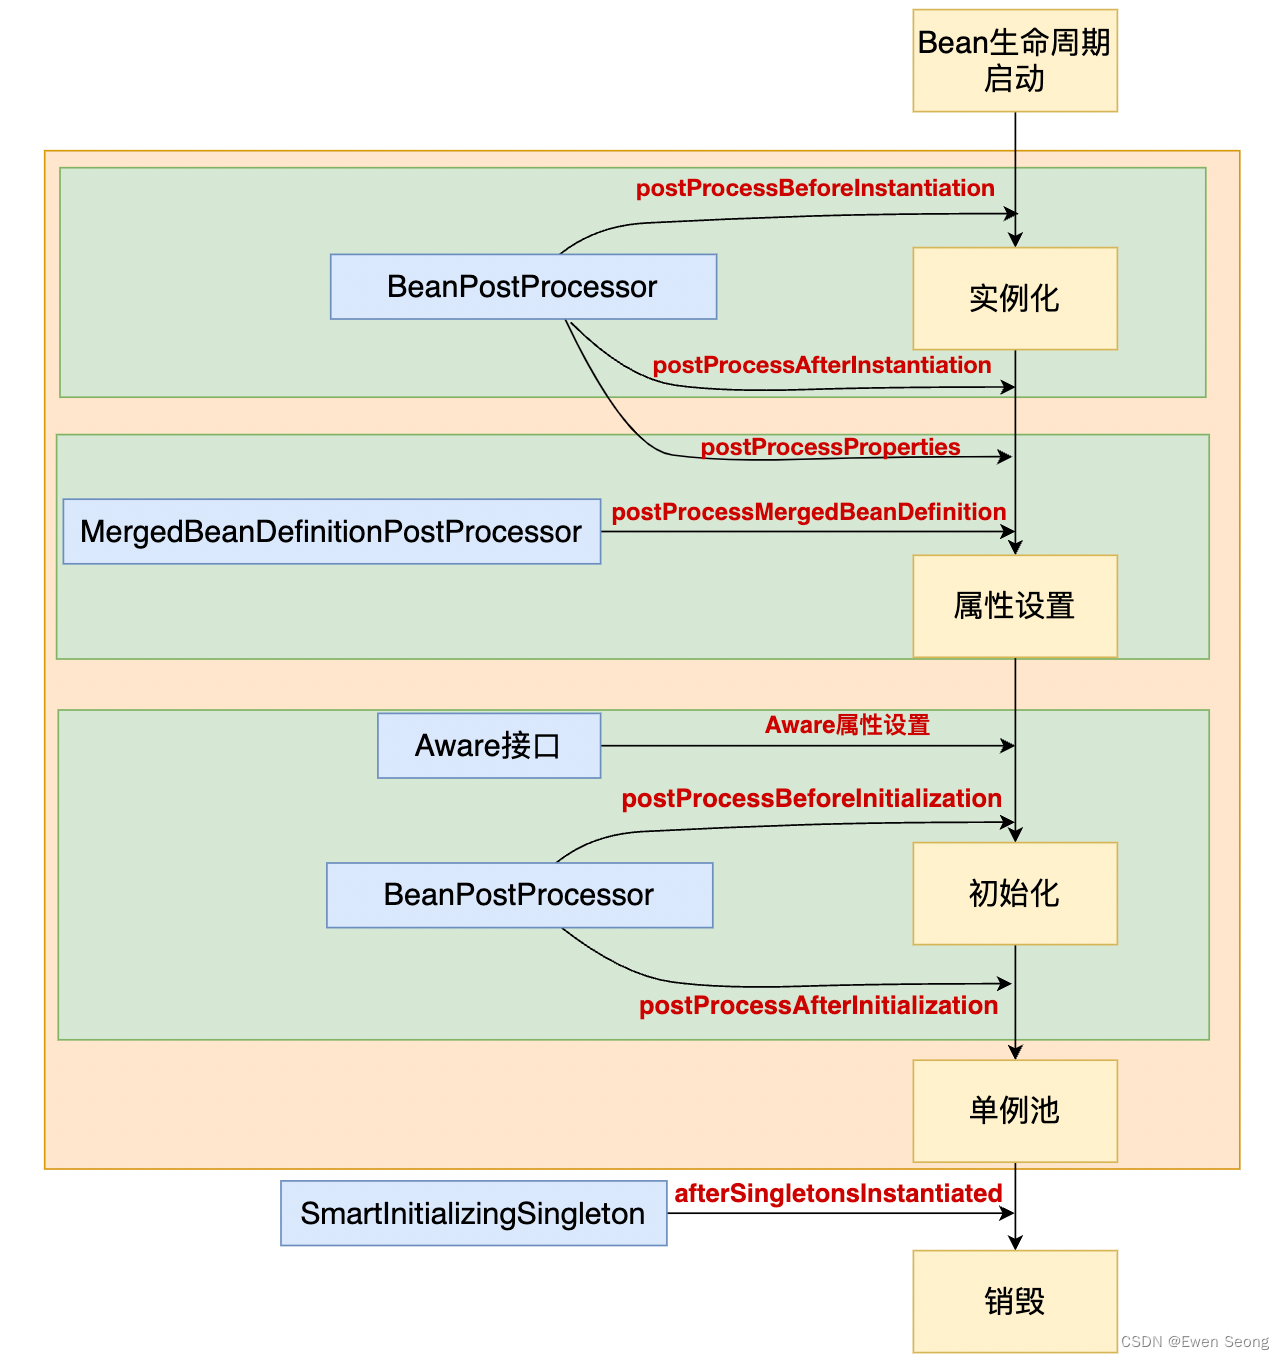 Bean生命周期
启动
postProcessBeforeInstantiation
BeanPostProcessor
实例化
postProcessAfterInstantiation
postProcessProperties
MergedBeanDefinitionPostProcessor
postProcessMergedBeanDefinition
属性设置
Aware接口
Aware属性设置
postProcessBeforeInitialization
BeanPostProcessor
初始化
postProcessAfterInitialization
单例池
SmartInitializingSingleton
afterSingletonsInstantiated
销毁
CSDN @Ewen Seong